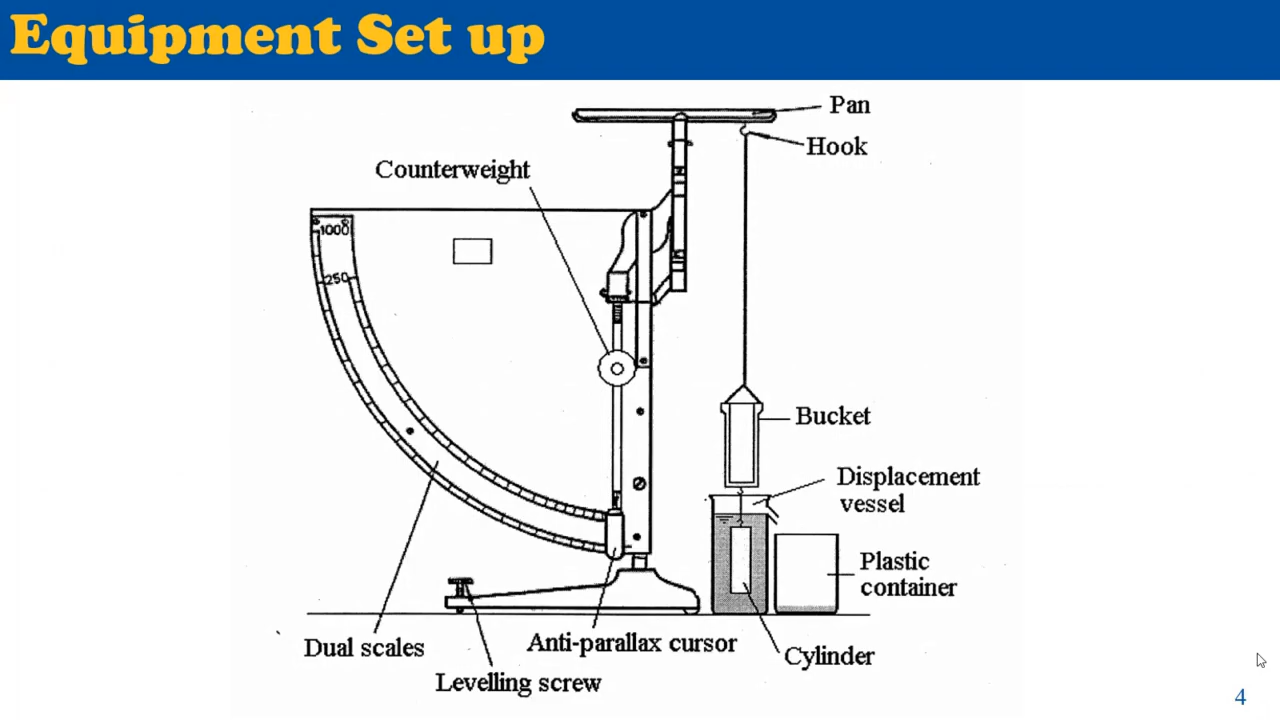 Equipment Set up
Pan
Hook
Counterweight
1000
250
Bucket
Displacement
vessel
Plastic
container
Anti-parallax cursor
Dual scales
Cylinder
Levelling screw
4